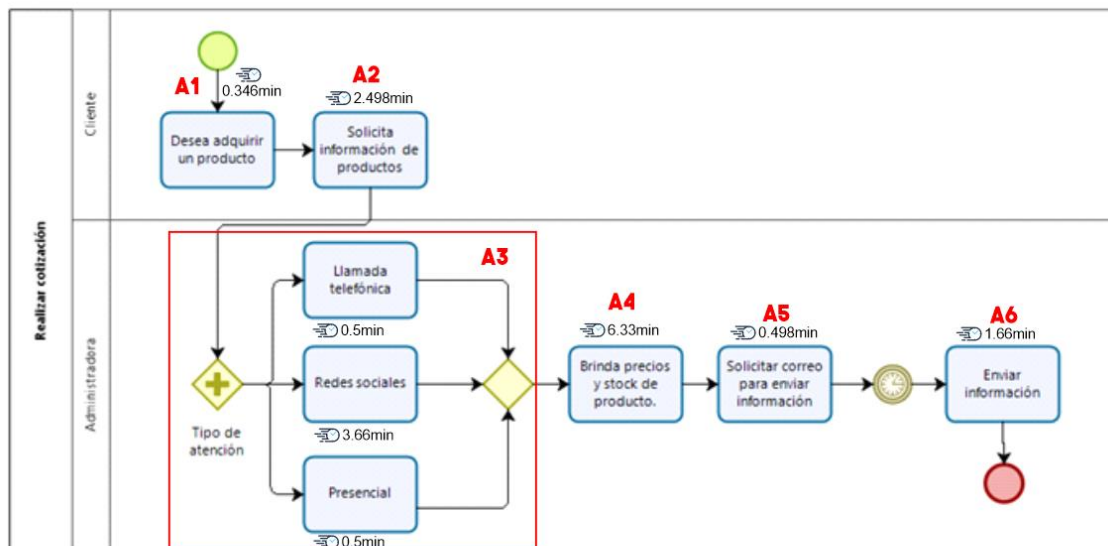 Realizar cotización
Cliente
A1
0.346min
A2
2.498min
Desea adquirir
un producto
Solicita
información de
productos
Administradora
A3
Tipo de
atención
Llamada
telefónica
0.5min
Redes sociales
3.66min
Presencial
0.5min
A4
6.33min
Brinda precios
y stock de
producto.
A5
0.498min
Solicitar correo
para enviar
información
A6
1.66min
Enviar
información